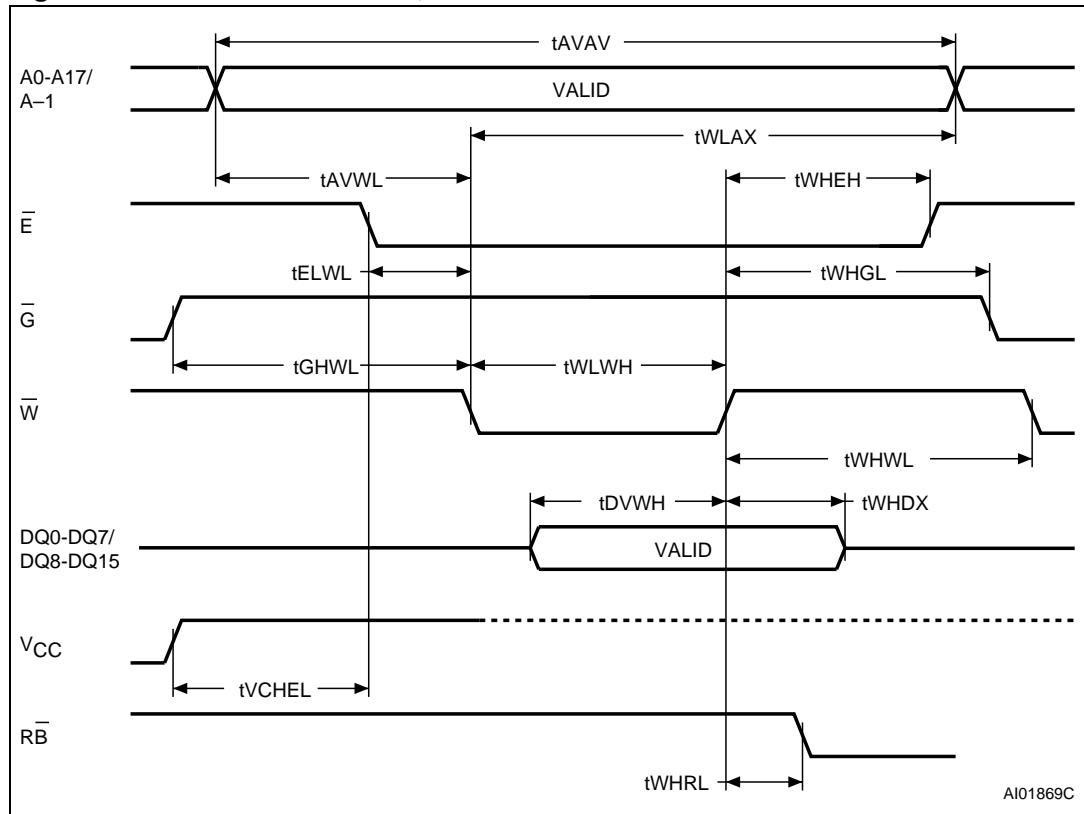 tAVAV
A0-A17/
A–1
VALID
tWLAX
tAVWL
tWHEH
E̅
tELWL
tWHGL
G̅
tGHWL
tWLWH
W̅
tWHWL
tDVWH
tWHDX
DQ0-DQ7/
DQ8-DQ15
VALID
VCC
tVCHEL
RB̅
tWHRL
AI01869C